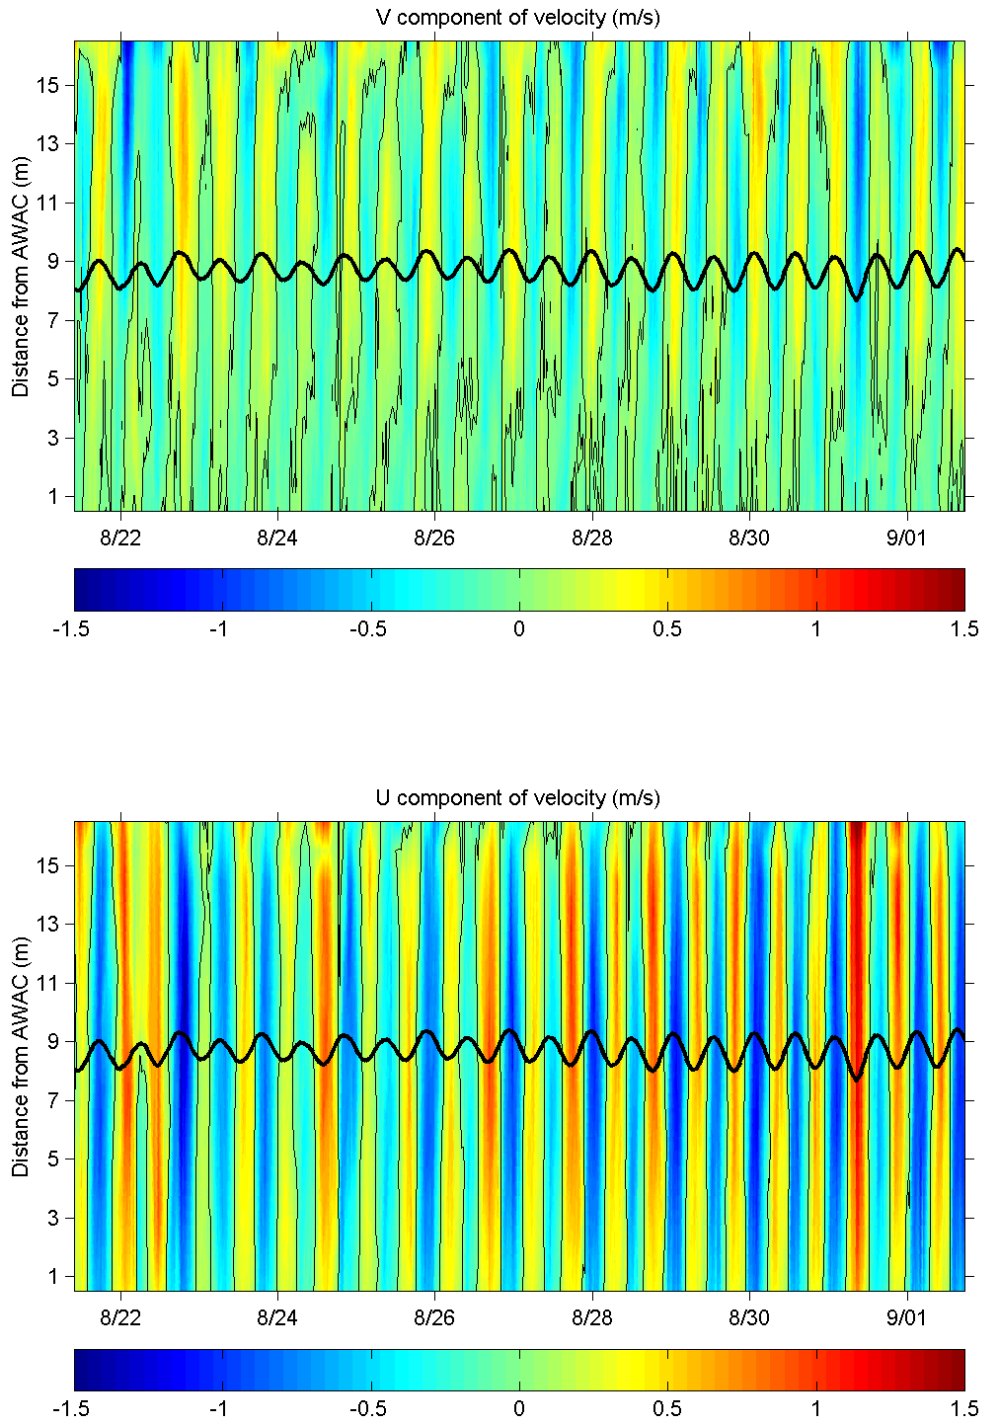 V component of velocity (m/s)
15
13
11
9
7
5
3
1
Distance from AWAC (m)
8/22 8/24 8/26 8/28 8/30 9/01
-1.5 -1 -0.5 0 0.5 1 1.5
U component of velocity (m/s)
15
13
11
9
7
5
3
1
Distance from AWAC (m)
8/22 8/24 8/26 8/28 8/30 9/01
-1.5 -1 -0.5 0 0.5 1 1.5